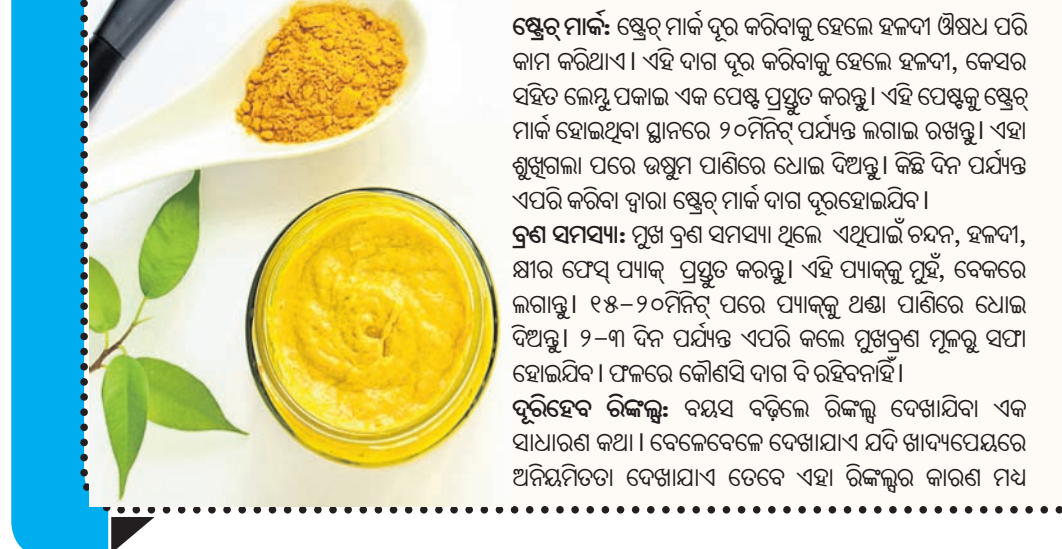 ଷ୍ଟ୍ରେଚ୍ ମାର୍କ: ଷ୍ଟ୍ରେଚ୍ ମାର୍କ ଦୂର କରିବାକୁ ହେଲେ ହଳଦୀ ଔଷଧ ପରି
କାମ କରିଥାଏ। ଏହି ଦାଗ ଦୂର କରିବାକୁ ହେଲେ ହଳଦୀ, କେସର
ସହିତ ଲେମ୍ବୁ ପକାଇ ଏକ ପେଷ୍ଟ ପ୍ରସ୍ତୁତ କରନ୍ତୁ। ଏହି ପେଷ୍ଟକୁ ଷ୍ଟ୍ରେଚ୍
ମାର୍କ ହୋଇଥିବା ସ୍ଥାନରେ ୨୦ମିନିଟ୍ ପର୍ଯ୍ୟନ୍ତ ଲଗାଇ ରଖନ୍ତୁ। ଏହା
ଶୁଖିଗଲା ପରେ ଉଷୁମ ପାଣିରେ ଧୋଇ ଦିଅନ୍ତୁ। କିଛି ଦିନ ପର୍ଯ୍ୟନ୍ତ
ଏପରି କରିବା ଦ୍ୱାରା ଷ୍ଟ୍ରେଚ୍ ମାର୍କ ଦାଗ ଦୂରହୋଇଯିବ।
ବ୍ରଣ ସମସ୍ୟା: ମୁଖ ବ୍ରଣ ସମସ୍ୟା ଥିଲେ ଏଥିପାଇଁ ଚନ୍ଦନ, ହଳଦୀ,
କ୍ଷୀର ଫେସ୍ ପ୍ୟାକ୍ ପ୍ରସ୍ତୁତ କରନ୍ତୁ। ଏହି ପ୍ୟାକ୍‌କୁ ମୁହଁ, ବେକରେ
ଲଗାନ୍ତୁ। ୧୫-୨୦ମିନିଟ୍ ପରେ ପ୍ୟାକ୍‌କୁ ଥଣ୍ଡା ପାଣିରେ ଧୋଇ
ଦିଅନ୍ତୁ। ୨-୩ ଦିନ ପର୍ଯ୍ୟନ୍ତ ଏପରି କଲେ ମୁଖବ୍ରଣ ମୂଳରୁ ସଫା
ହୋଇଯିବ। ଫଳରେ କୌଣସି ଦାଗ ବି ରହିବନାହିଁ।
ଦୂରିହେବ ରିଙ୍କଲ୍ସ: ବୟସ ବଢ଼ିଲେ ରିଙ୍କଲ୍ସ ଦେଖାଯିବା ଏକ
ସାଧାରଣ କଥା। ବେଳେବେଳେ ଦେଖାଯାଏ ଯଦି ଖାଦ୍ୟପେୟରେ
ଅନିୟମିତତା ଦେଖାଯାଏ ତେବେ ଏହା ରିଙ୍କଲ୍ସର କାରଣ ମଧ୍ୟ